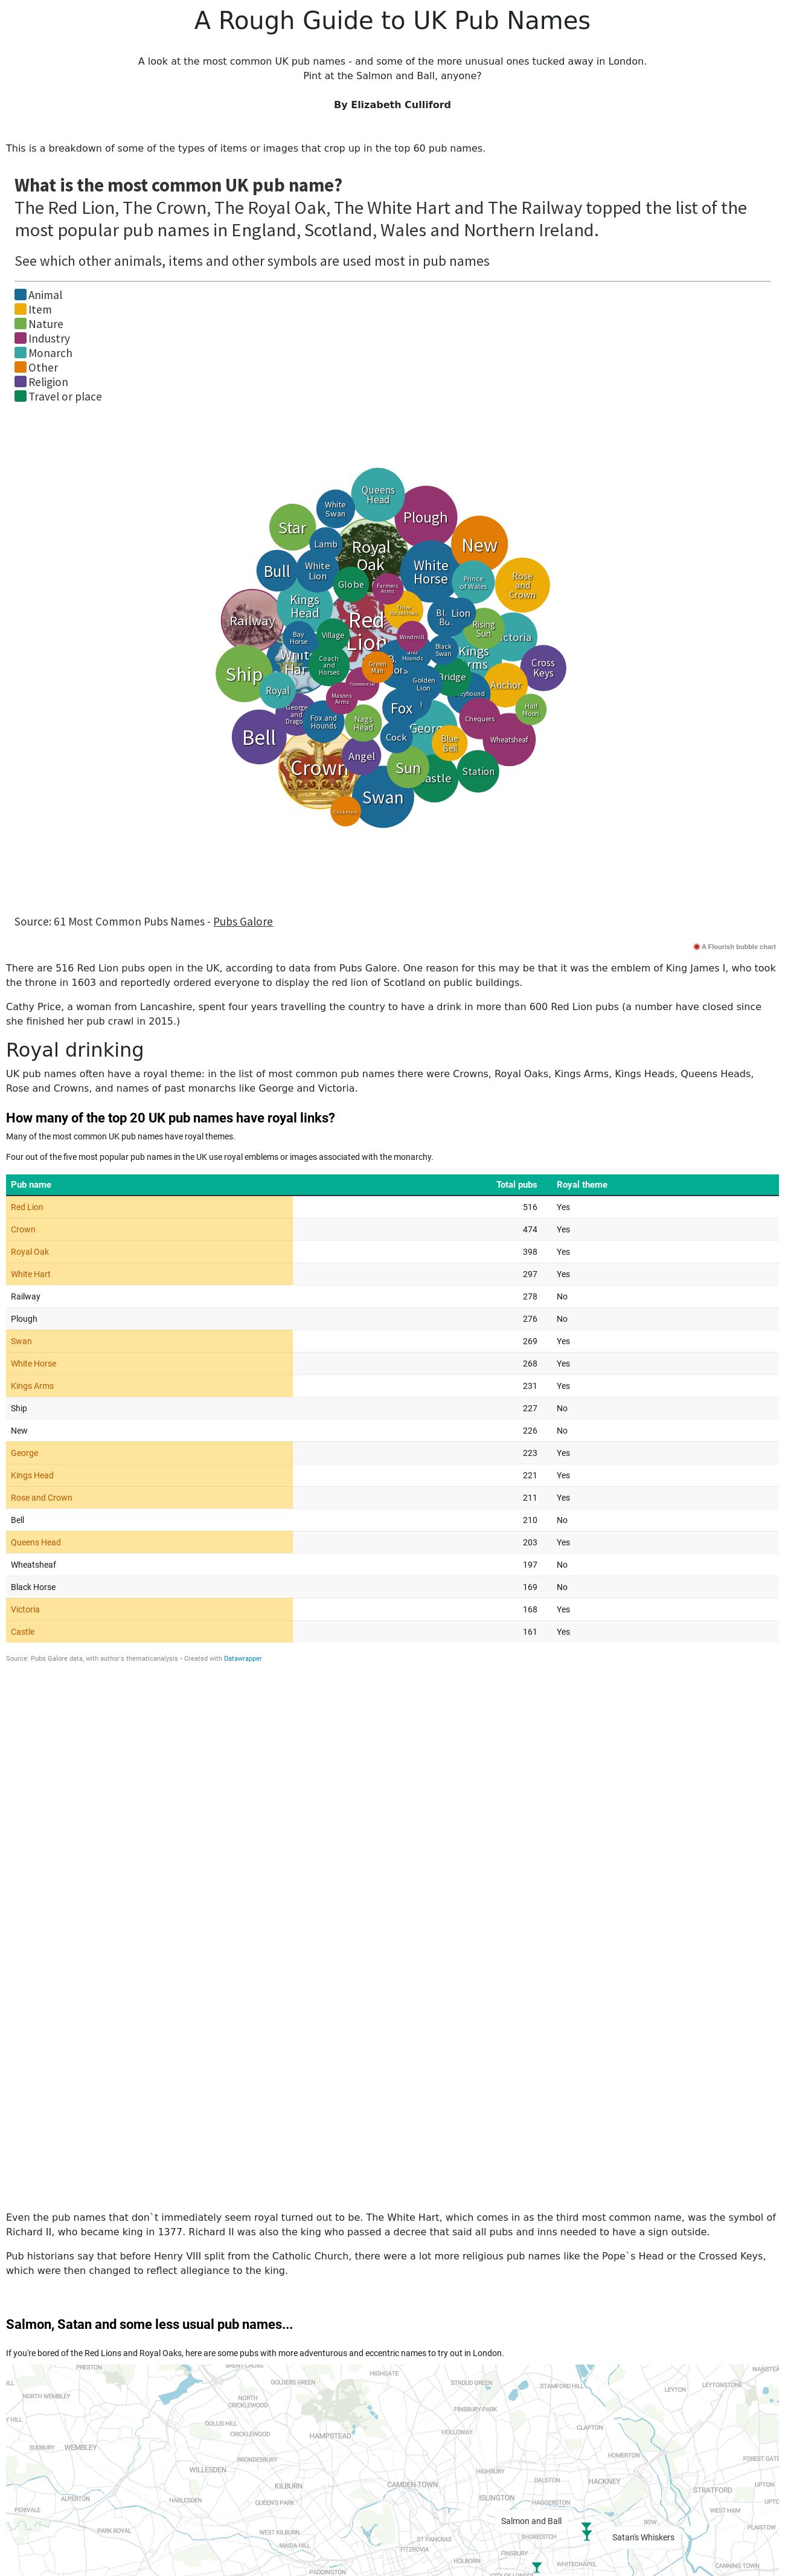 A Rough Guide to UK Pub Names
A look at the most common UK pub names - and some of the more unusual ones tucked away in London.
Pint at the Salmon and Ball, anyone?
By Elizabeth Culliford
This is a breakdown of some of the types of items or images that crop up in the top 60 pub names.
What is the most common UK pub name?
The Red Lion, The Crown, The Royal Oak, The White Hart and The Railway topped the list of the
most popular pub names in England, Scotland, Wales and Northern Ireland.
See which other animals, items and other symbols are used most in pub names
Animal
Item
Nature
Industry
Monarch
Other
Religion
Travel or place
Queens
Head
White
Swan
Plough
Star
Lamb
Royal
Oak
New
Bull
White
Lion
White
Horse
Globe
Farmers
Arms
Prince
of Wales
Rose
and
Crown
Kings
Head
Railway
Red
Lion
Bl. Lion
Bu.
Rising
Sun
ctoria
Bay
Horse
Village
Windmill
Black
Swan
Kings
rms
Cross
Keys
Whit
Har
Coach
and
Horses
Green
Man
and
Hounds
Ship
Royal
Commercial
Golden
Lion
Bridge
Anchor
eyhound
Masons
Arms
Fox
Half
Moon
George
and
Drago
Fox and
Hounds
Nags
Head
Georg
Chequers
Bell
Cock
Blue
Bell
Wheatsheaf
Angel
Crown
Sun
astle
Station
Swan
Cricketers
Source: 61 Most Common Pubs Names - Pubs Galore
A Flourish bubble chart
There are 516 Red Lion pubs open in the UK, according to data from Pubs Galore. One reason for this may be that it was the emblem of King James I, who took
the throne in 1603 and reportedly ordered everyone to display the red lion of Scotland on public buildings.
Cathy Price, a woman from Lancashire, spent four years travelling the country to have a drink in more than 600 Red Lion pubs (a number have closed since
she finished her pub crawl in 2015.)
Royal drinking
UK pub names often have a royal theme: in the list of most common pub names there were Crowns, Royal Oaks, Kings Arms, Kings Heads, Queens Heads,
Rose and Crowns, and names of past monarchs like George and Victoria.
How many of the top 20 UK pub names have royal links?
Many of the most common UK pub names have royal themes.
Four out of the five most popular pub names in the UK use royal emblems or images associated with the monarchy.
Pub name Total pubs Royal theme
Red Lion 516 Yes
Crown 474 Yes
Royal Oak 398 Yes
White Hart 297 Yes
Railway 278 No
Plough 276 No
Swan 269 Yes
White Horse 268 Yes
Kings Arms 231 Yes
Ship 227 No
New 226 No
George 223 Yes
Kings Head 221 Yes
Rose and Crown 211 Yes
Bell 210 No
Queens Head 203 Yes
Wheatsheaf 197 No
Black Horse 169 No
Victoria 168 Yes
Castle 161 Yes
Source: Pubs Galore data, with author's thematicanalysis • Created with Datawrapper
Even the pub names that don`t immediately seem royal turned out to be. The White Hart, which comes in as the third most common name, was the symbol of
Richard II, who became king in 1377. Richard II was also the king who passed a decree that said all pubs and inns needed to have a sign outside.
Pub historians say that before Henry VIII split from the Catholic Church, there were a lot more religious pub names like the Pope`s Head or the Crossed Keys,
which were then changed to reflect allegiance to the king.
Salmon, Satan and some less usual pub names...
If you're bored of the Red Lions and Royal Oaks, here are some pubs with more adventurous and eccentric names to try out in London.
PRESTON
BRENT CROSS
GOLDERS GREEN
HIGHGATE
STROUD GREEN
STAMFORD HILL
LEYTON
LEYTONSTONE
WANSTEA
ILL
NORTH WEMBLEY
NORTH
CRICKLEWOOD
FINSBURY PARK
Y HILL
DOLLIS HILL
CRICKLEWOOD
HAMPSTEAD
HOLLOWAY
CLAPTON
SUDBURY
WEMBLEY
BRONDESBURY
HOMERTON
FOREST GATE
WILLESDEN
HIGHBURY
DALSTON
HACKNEY
KILBURN
CAMDEN TOWN
STRATFORD
UPTON
ALPERTON
HARLESDEN
QUEEN'S PARK
ISLINGTON
HAGGERSTON
WEST HAM
UPTO
PERIVALE
PARK ROYAL
Salmon and Ball
BOW
PLAISTOW
WEST KILBURN
MAIDA HILL
ST PANCRAS
SHOREDITCH
Satan's Whiskers
FITZROVIA
FINSBURY
HOLBORN
WHITECHAPEL
CANNING TOWN
PADDINGTON
CITY OF LONDON